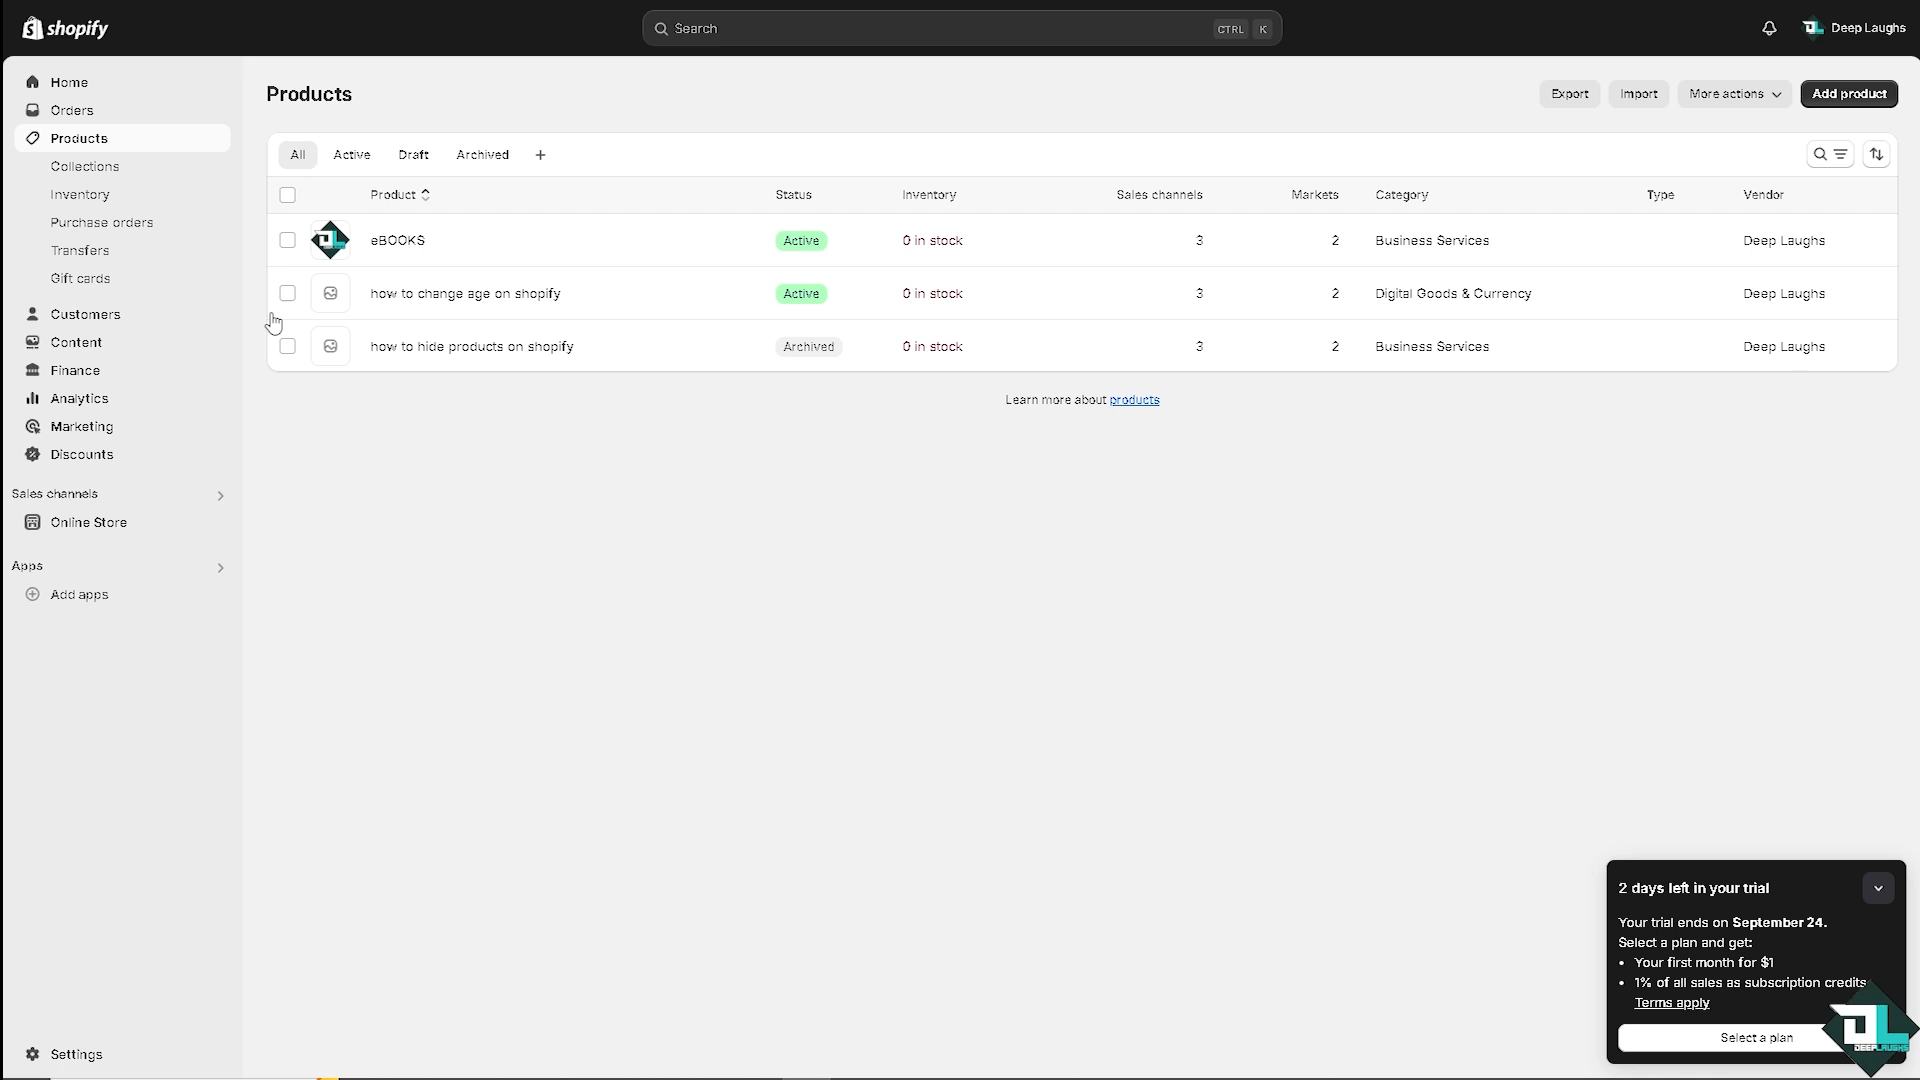 shopify
Search
CTRL K
Deep Laughs
Home
Orders
Products
Collections
Inventory
Purchase orders
Transfers
Gift cards
Customers
Content
Finance
Analytics
Marketing
Discounts
Sales channels
Online Store
Apps
Add apps
Settings
Products
Export Import More actions Add product
All Active Draft Archived +
Product Status Inventory Sales channels Markets Category Type Vendor
eBOOKS Active 0 in stock 3 2 Business Services Deep Laughs
how to change age on shopify Active 0 in stock 3 2 Digital Goods & Currency Deep Laughs
how to hide products on shopify Archived 0 in stock 3 2 Business Services Deep Laughs
Learn more about products
2 days left in your trial
Your trial ends on September 24.
Select a plan and get:
• Your first month for $1
• 1% of all sales as subscription credits
Terms apply
Select a plan
DL
DEEPLAUGHS